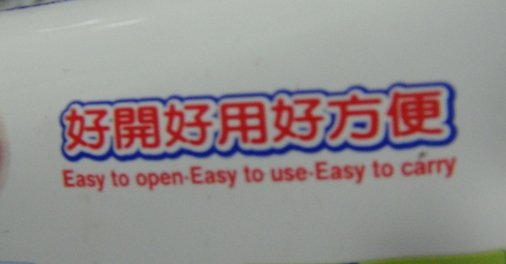 好開好用好方便
Easy to open-Easy to use-Easy to carry